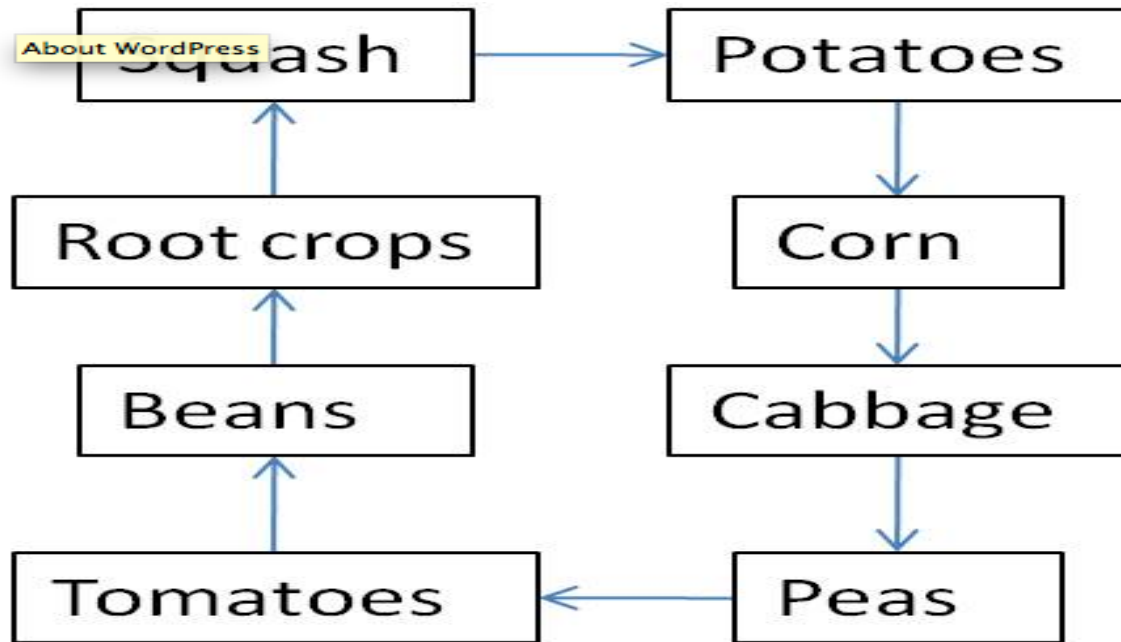 About WordPress
Squash
Potatoes
Root crops
Corn
Beans
Cabbage
Tomatoes
Peas